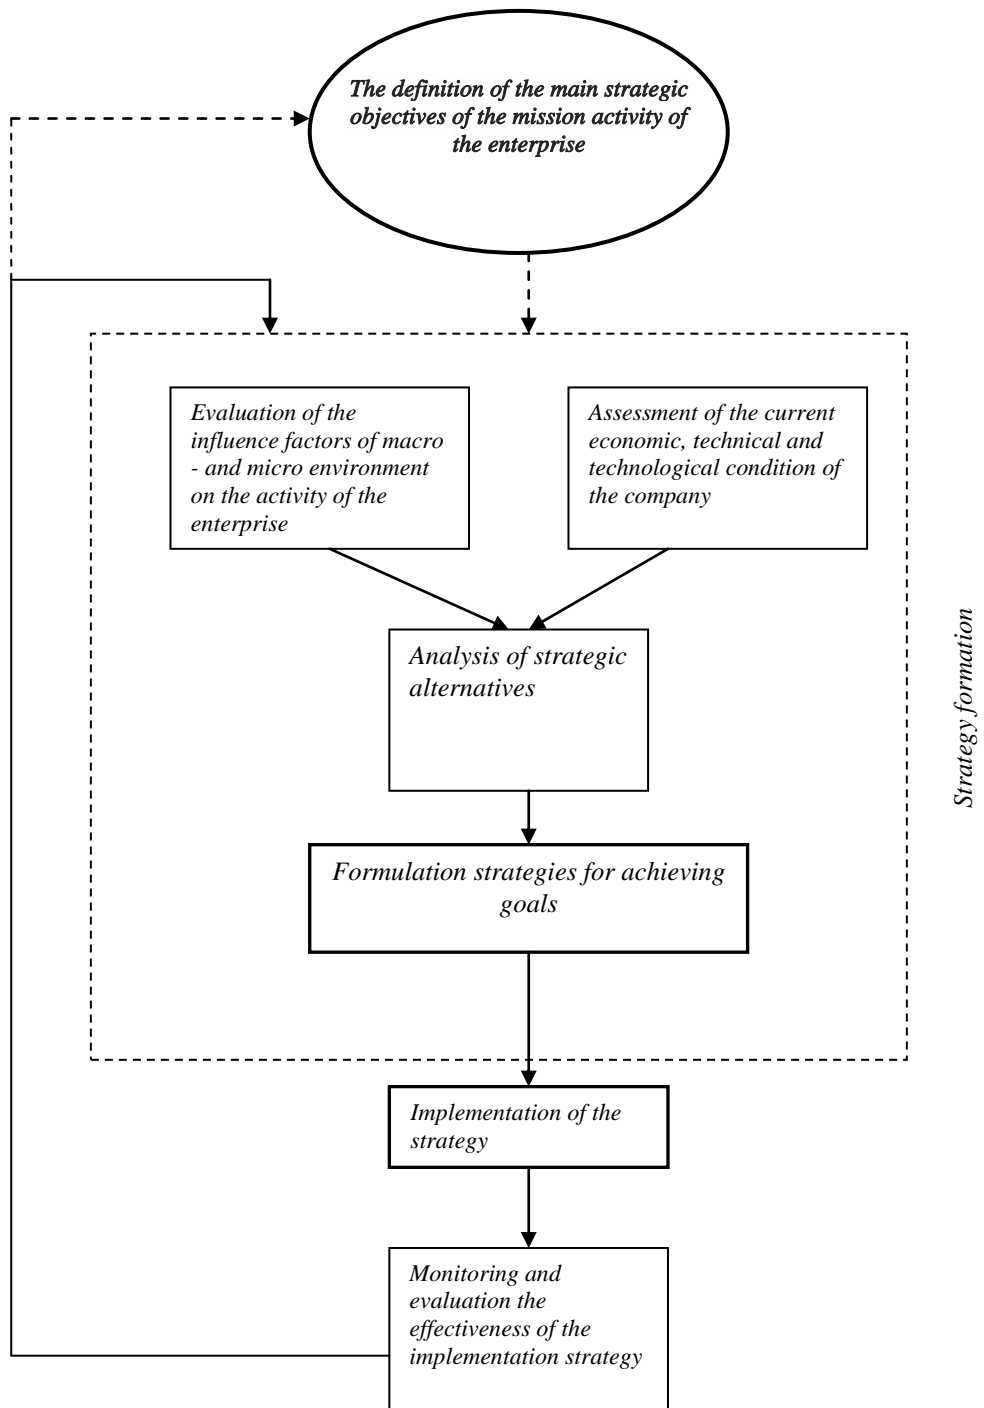 The definition of the main strategic
objectives of the mission activity of
the enterprise
Evaluation of the
influence factors of macro
- and micro environment
on the activity of the
enterprise
Assessment of the current
economic, technical and
technological condition of
the company
Analysis of strategic
alternatives
Formulation strategies for achieving
goals
Strategy formation
Implementation of the
strategy
Monitoring and
evaluation the
effectiveness of the
implementation strategy